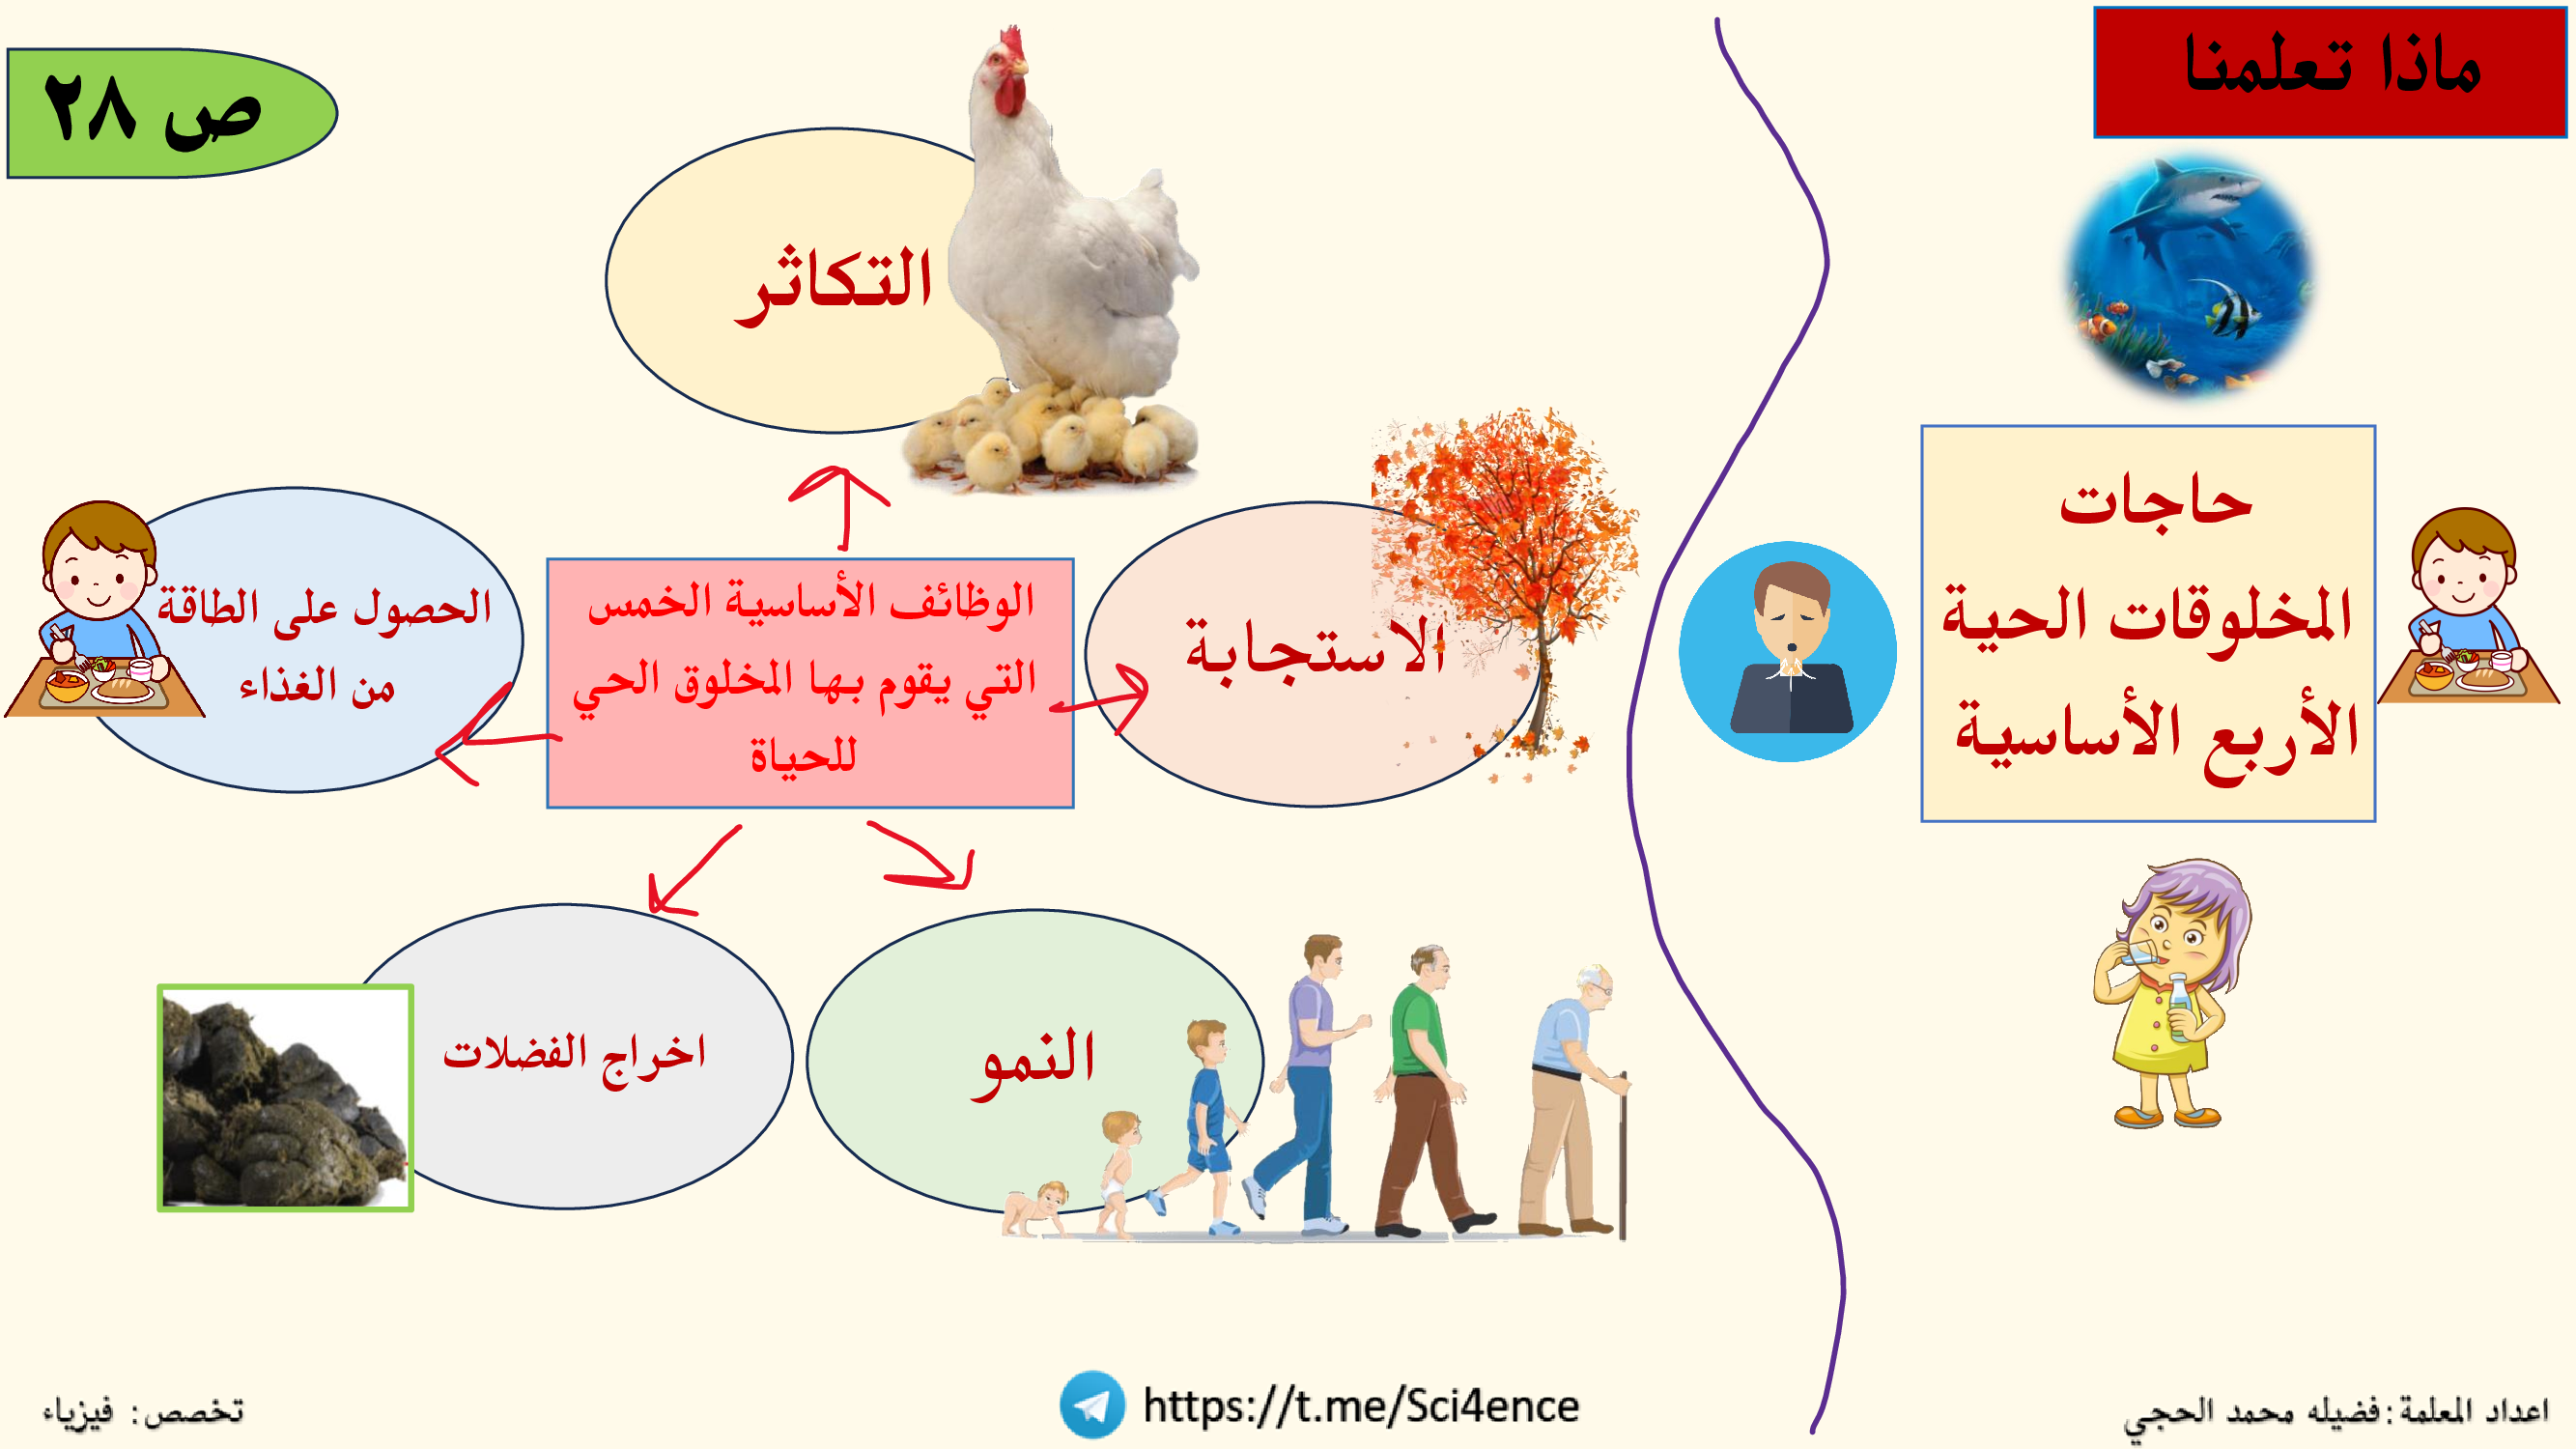 ماذا تعلمنا
ص ٢٨
حاجات
المخلوقات الحية
الأربع الأساسية
التكاثر
الاستجابة
الوظائف الأساسية الخمس
التي يقوم بها المخلوق الحي
للحياة
الحصول على الطاقة
من الغذاء
النمو
اخراج الفضلات
اعداد المعلمة:فضيله محمد الحجي
https://t.me/Sci4ence
تخصص: فيزياء